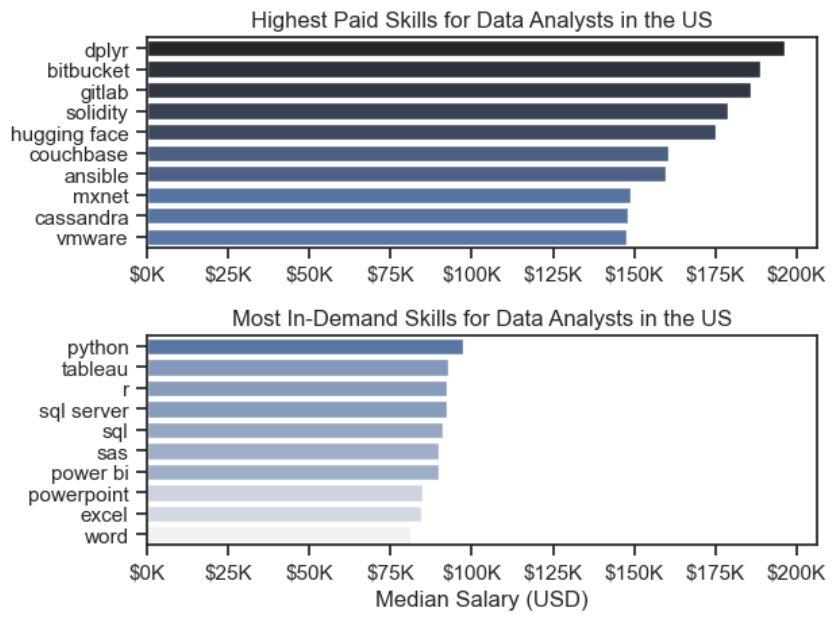 Highest Paid Skills for Data Analysts in the US
dplyr
bitbucket
gitlab
solidity
hugging face
couchbase
ansible
mxnet
cassandra
vmware
$0K $25K $50K $75K $100K $125K $150K $175K $200K
Most In-Demand Skills for Data Analysts in the US
python
tableau
r
sql server
sql
sas
power bi
powerpoint
excel
word
$0K $25K $50K $75K $100K $125K $150K $175K $200K
Median Salary (USD)